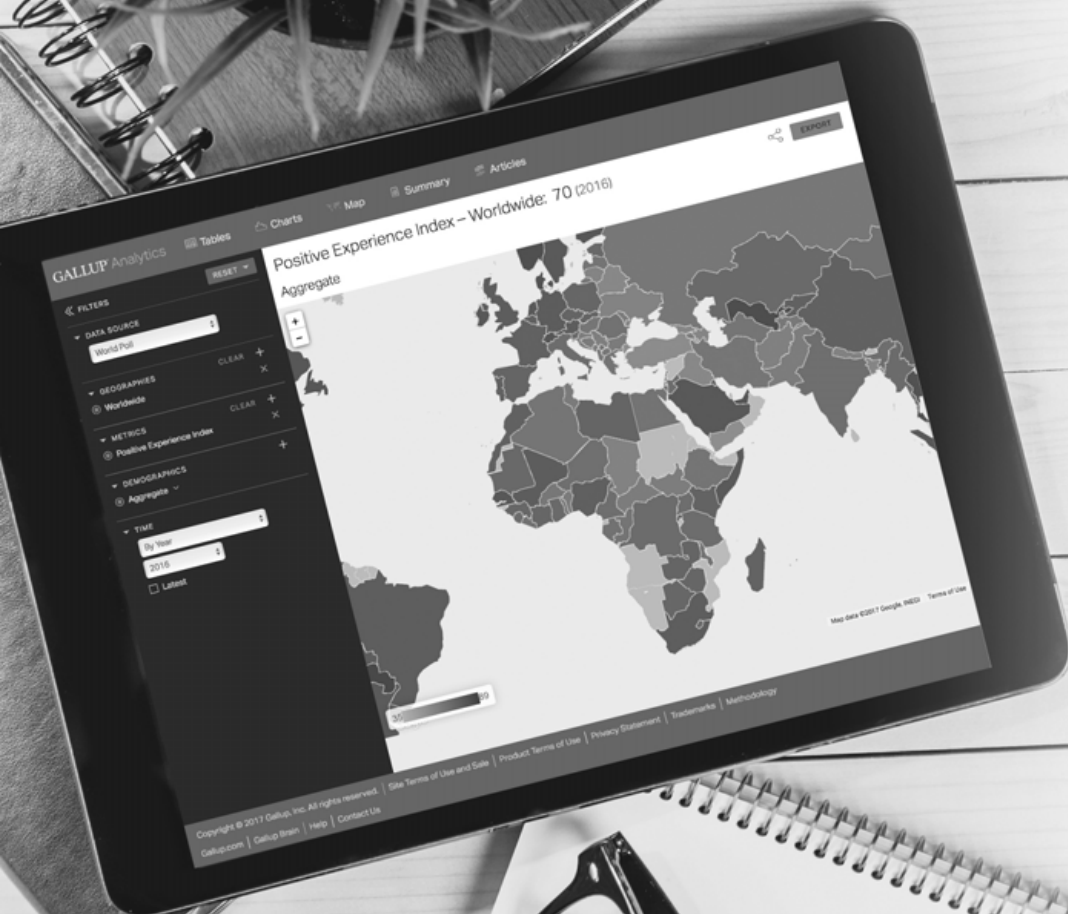 EXPORT
Tables
Charts
Map
Summary
Articles
GALLUP Analytics
Positive Experience Index – Worldwide: 70 (2016)
Aggregate
RESET
FILTERS
DATA SOURCE
World Poll
CLEAR +
GEOGRAPHIES ×
Worldwide
CLEAR +
METRICS ×
Positive Experience Index
DEMOGRAPHICS +
Aggregate
TIME
By Year
2016
Latest
+
−
Map data ©2017 Google, INEGI Terms of Use
35 89
Copyright © 2017 Gallup, Inc. All rights reserved. | Site Terms of Use and Sale | Product Terms of Use | Privacy Statement | Trademarks | Methodology
Gallup.com | Gallup Brain | Help | Contact Us